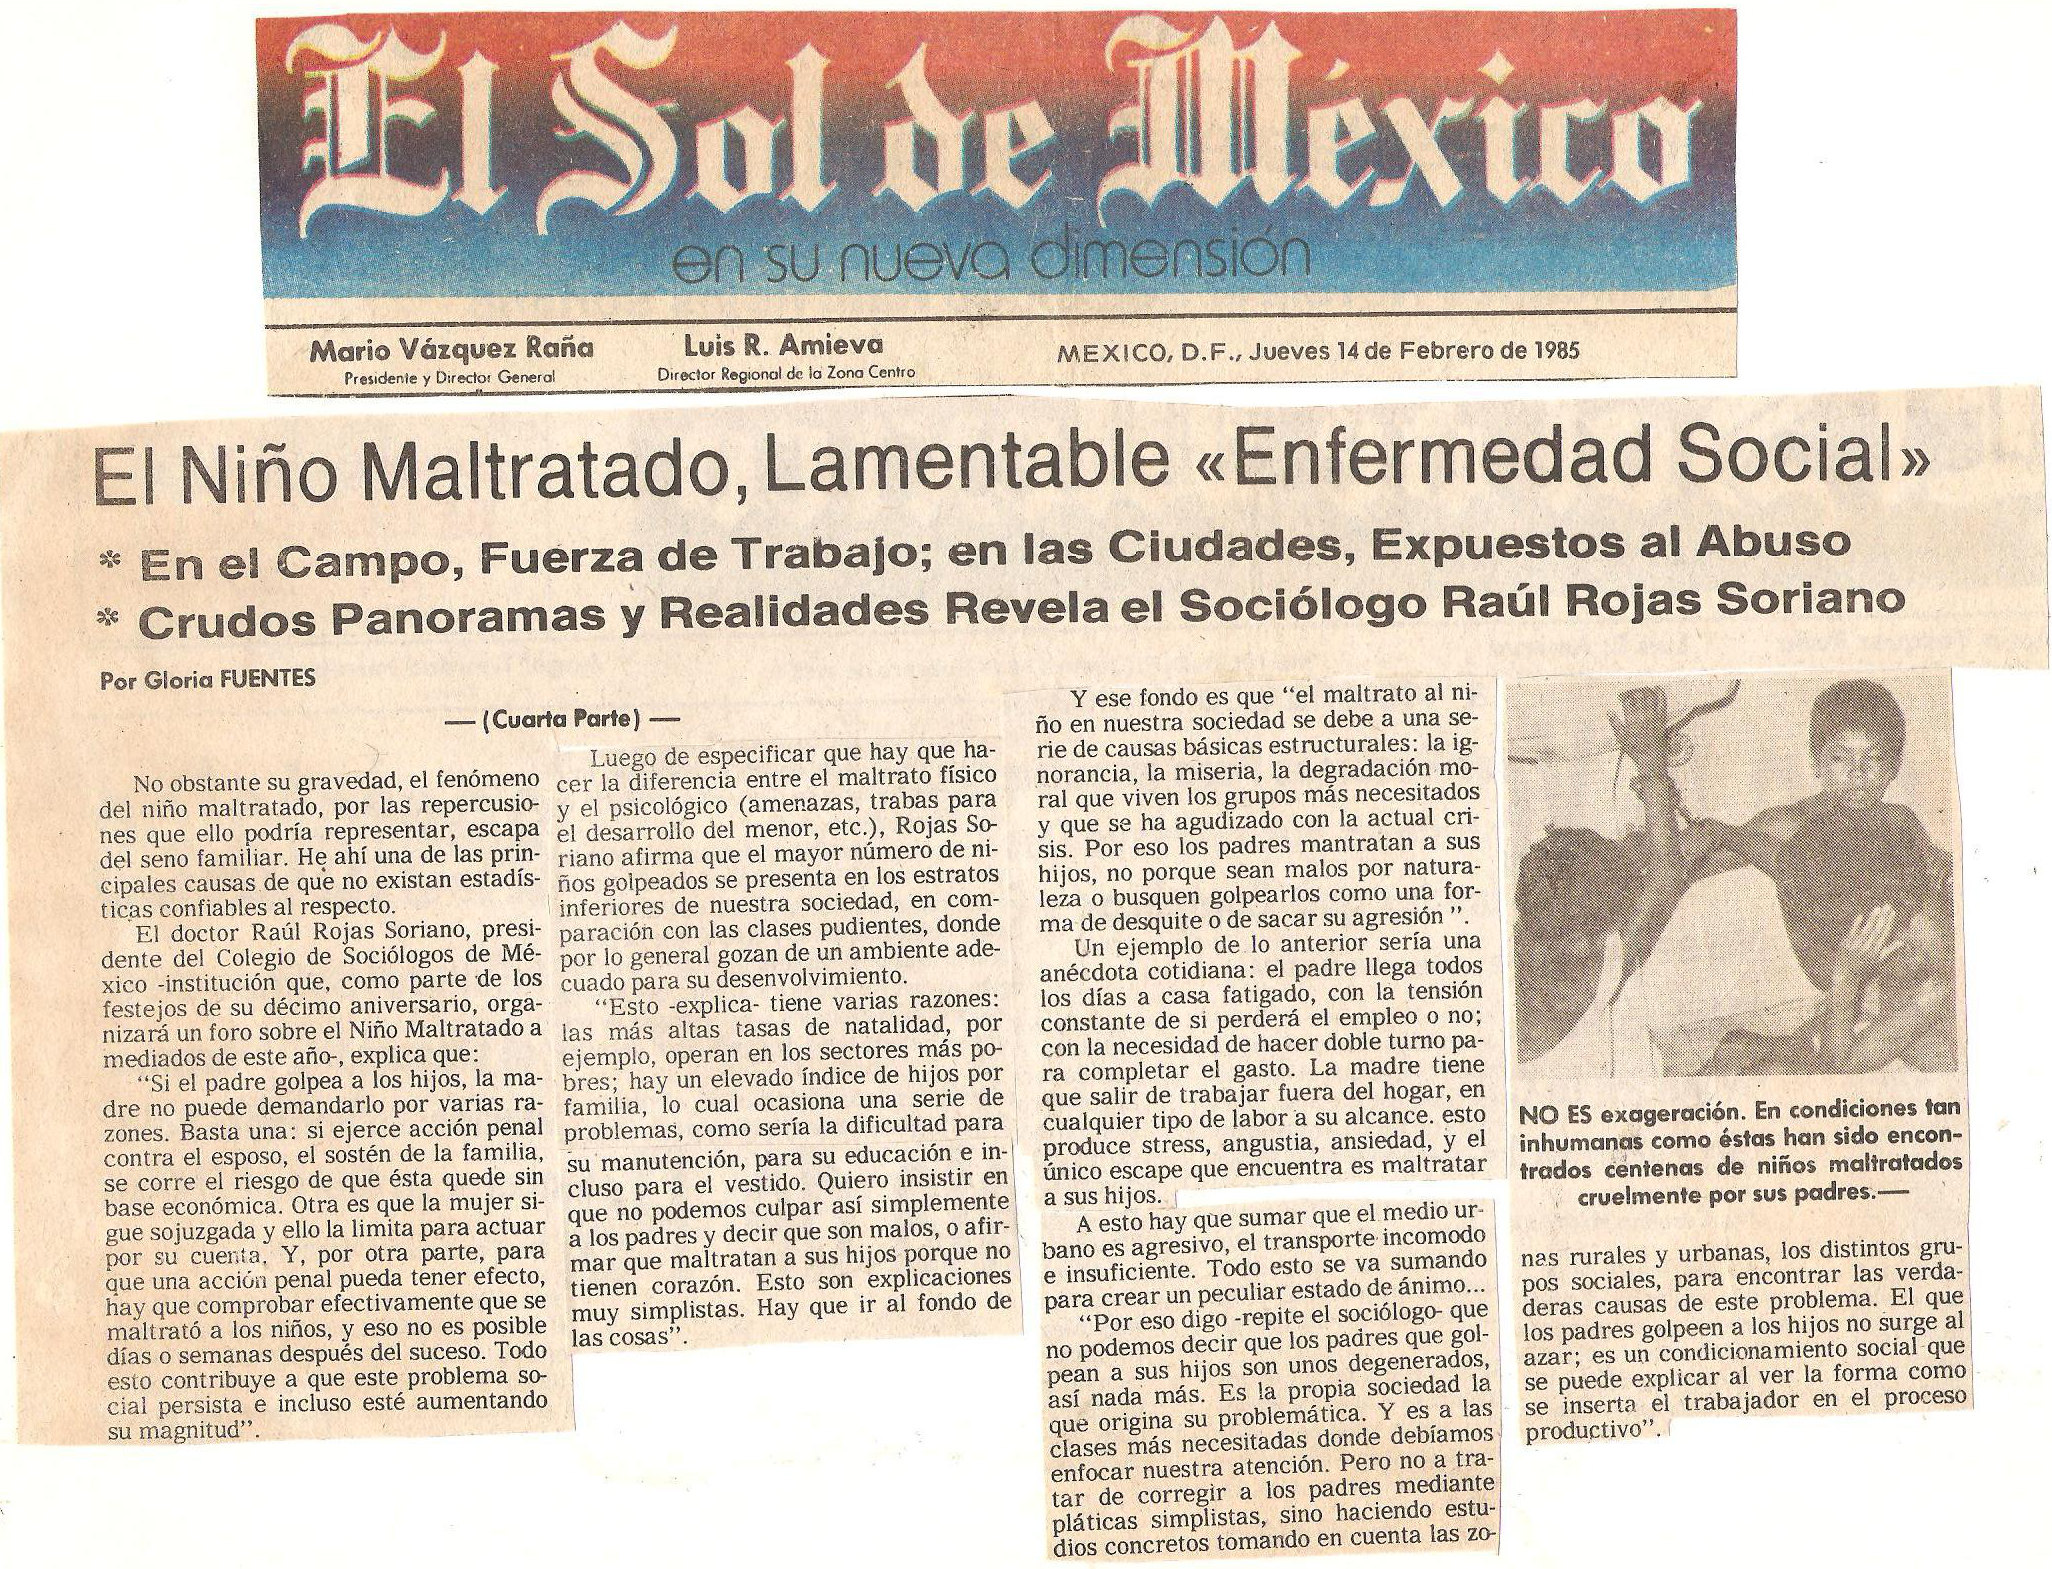 El Sol de México
en su nueva dimensión
Mario Vázquez Raña
Presidente y Director General
Luis R. Amieva
Director Regional de la Zona Centro
MEXICO, D.F., Jueves 14 de Febrero de 1985
El Niño Maltratado, Lamentable «Enfermedad Social»
* En el Campo, Fuerza de Trabajo; en las Ciudades, Expuestos al Abuso
* Crudos Panoramas y Realidades Revela el Sociólogo Raúl Rojas Soriano
Por Gloria FUENTES
— (Cuarta Parte) —
No obstante su gravedad, el fenómeno
del niño maltratado, por las repercusio-
nes que ello podría representar, escapa
del seno familiar. He ahí una de las prin-
cipales causas de que no existan estadís-
ticas confiables al respecto.
El doctor Raúl Rojas Soriano, presi-
dente del Colegio de Sociólogos de Mé-
xico -institución que, como parte de los
festejos de su décimo aniversario, orga-
nizará un foro sobre el Niño Maltratado a
mediados de este año-, explica que:
“Si el padre golpea a los hijos, la ma-
dre no puede demandarlo por varias ra-
zones. Basta una: si ejerce acción penal
contra el esposo, el sostén de la familia,
se corre el riesgo de que ésta quede sin
base económica. Otra es que la mujer si-
gue sojuzgada y ello la limita para actuar
por su cuenta. Y, por otra parte, para
que una acción penal pueda tener efecto,
hay que comprobar efectivamente que se
maltrató a los niños, y eso no es posible
días o semanas después del suceso. Todo
esto contribuye a que este problema so-
cial persista e incluso esté aumentando
su magnitud”.
Luego de especificar que hay que ha-
cer la diferencia entre el maltrato físico
y el psicológico (amenazas, trabas para
el desarrollo del menor, etc.), Rojas So-
riano afirma que el mayor número de ni-
ños golpeados se presenta en los estratos
inferiores de nuestra sociedad, en com-
paración con las clases pudientes, donde
por lo general gozan de un ambiente ade-
cuado para su desenvolvimiento.
“Esto -explica- tiene varias razones:
las más altas tasas de natalidad, por
ejemplo, operan en los sectores más po-
bres; hay un elevado índice de hijos por
familia, lo cual ocasiona una serie de
problemas, como sería la dificultad para
su manutención, para su educación e in-
cluso para el vestido. Quiero insistir en
que no podemos culpar así simplemente
a los padres y decir que son malos, o afir-
mar que maltratan a sus hijos porque no
tienen corazón. Esto son explicaciones
muy simplistas. Hay que ir al fondo de
las cosas”.
Y ese fondo es que “el maltrato al ni-
ño en nuestra sociedad se debe a una se-
rie de causas básicas estructurales: la ig-
norancia, la miseria, la degradación mo-
ral que viven los grupos más necesitados
y que se ha agudizado con la actual cri-
sis. Por eso los padres mantratan a sus
hijos, no porque sean malos por natura-
leza o busquen golpearlos como una for-
ma de desquite o de sacar su agresión ”.
Un ejemplo de lo anterior sería una
anécdota cotidiana: el padre llega todos
los días a casa fatigado, con la tensión
constante de si perderá el empleo o no;
con la necesidad de hacer doble turno pa-
ra completar el gasto. La madre tiene
que salir de trabajar fuera del hogar, en
cualquier tipo de labor a su alcance. esto
produce stress, angustia, ansiedad, y el
único escape que encuentra es maltratar
a sus hijos.
A esto hay que sumar que el medio ur-
bano es agresivo, el transporte incomodo
e insuficiente. Todo esto se va sumando
para crear un peculiar estado de ánimo...
“Por eso digo -repite el sociólogo- que
no podemos decir que los padres que gol-
pean a sus hijos son unos degenerados,
así nada más. Es la propia sociedad la
que origina su problemática. Y es a las
clases más necesitadas donde debíamos
enfocar nuestra atención. Pero no a tra-
tar de corregir a los padres mediante
pláticas simplistas, sino haciendo estu-
dios concretos tomando en cuenta las zo-
NO ES exageración. En condiciones tan
inhumanas como éstas han sido encon-
trados centenas de niños maltratados
cruelmente por sus padres.—
nas rurales y urbanas, los distintos gru-
pos sociales, para encontrar las verda-
deras causas de este problema. El que
los padres golpeen a los hijos no surge al
azar; es un condicionamiento social que
se puede explicar al ver la forma como
se inserta el trabajador en el proceso
productivo”.